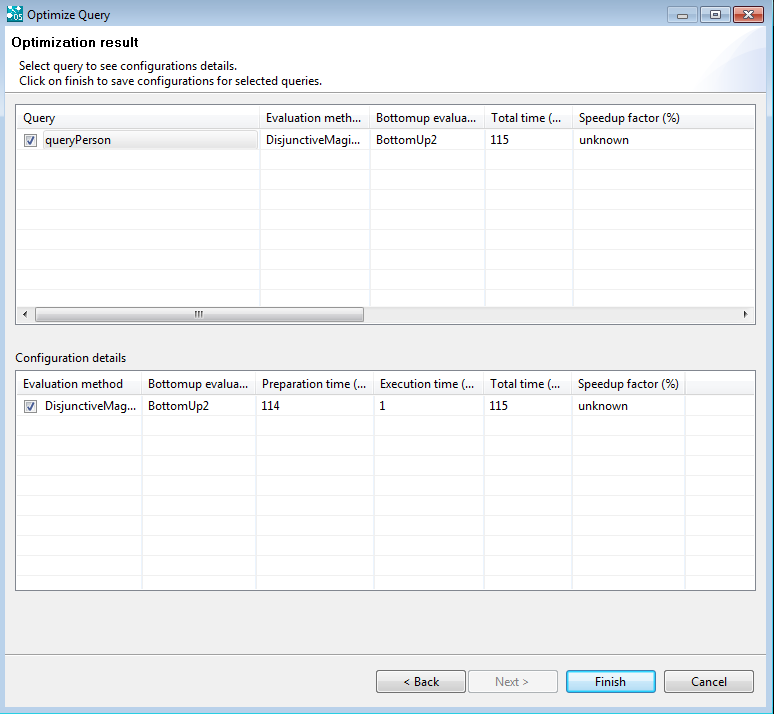 Optimize Query
Optimization result
Select query to see configurations details.
Click on finish to save configurations for selected queries.
Query Evaluation meth... Bottomup evalua... Total time (... Speedup factor (%)
queryPerson DisjunctiveMagi... BottomUp2 115 unknown
Configuration details
Evaluation method Bottomup evalua... Preparation time (... Execution time (... Total time (... Speedup factor (%)
DisjunctiveMag... BottomUp2 114 1 115 unknown
< Back Next > Finish Cancel